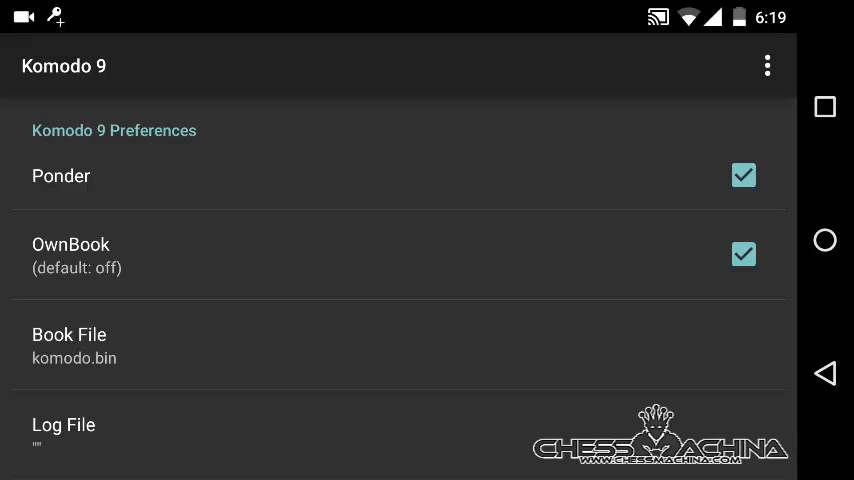 6:19
Komodo 9
Komodo 9 Preferences
Ponder
OwnBook
(default: off)
Book File
komodo.bin
Log File
""
CHESSMACHINA
WWW.CHESSMACHINA.COM